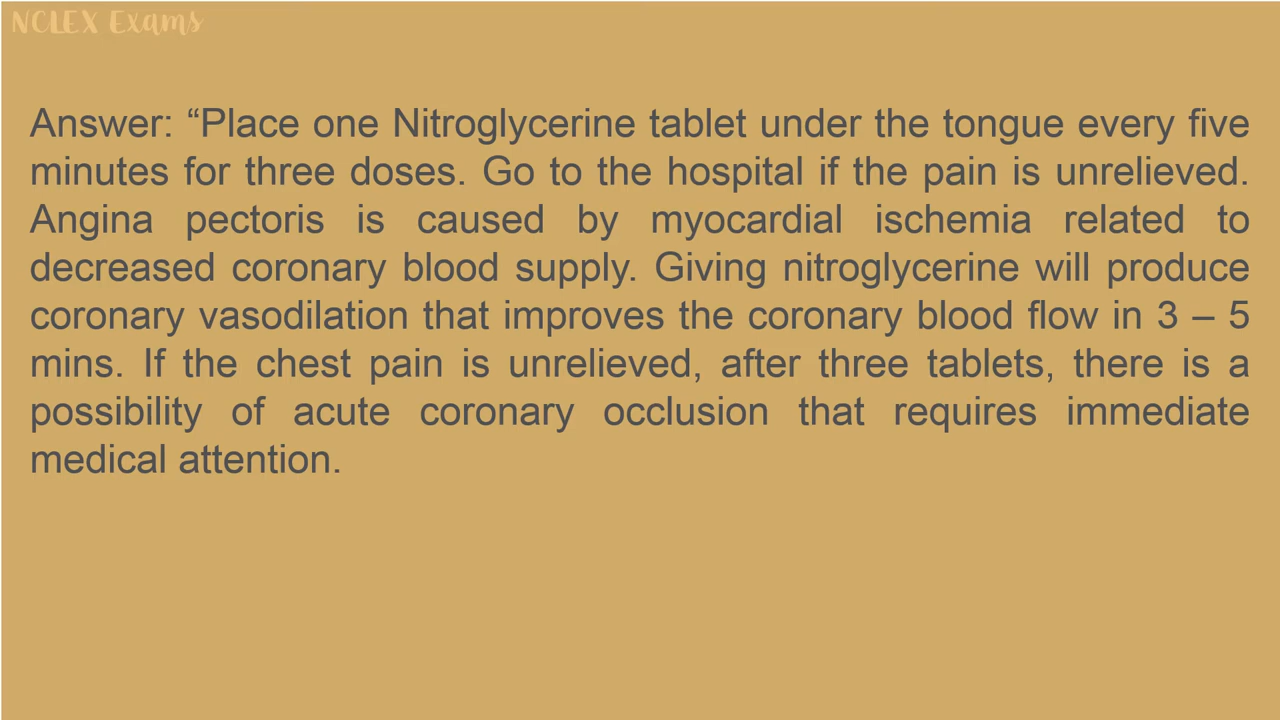 NCLEX Exams
Answer: “Place one Nitroglycerine tablet under the tongue every five
minutes for three doses. Go to the hospital if the pain is unrelieved.
Angina pectoris is caused by myocardial ischemia related to
decreased coronary blood supply. Giving nitroglycerine will produce
coronary vasodilation that improves the coronary blood flow in 3 – 5
mins. If the chest pain is unrelieved, after three tablets, there is a
possibility of acute coronary occlusion that requires immediate
medical attention.